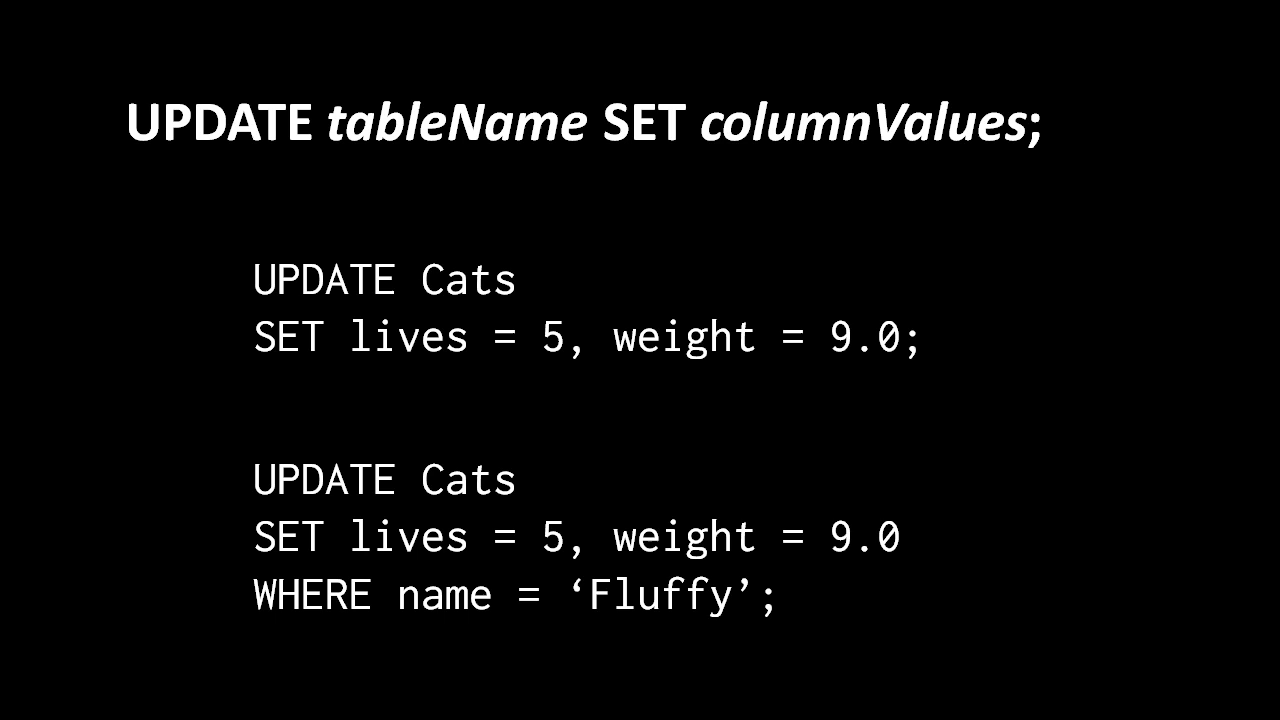 UPDATE tableName SET columnValues;
UPDATE Cats
SET lives = 5, weight = 9.0;
UPDATE Cats
SET lives = 5, weight = 9.0
WHERE name = ‘Fluffy’;